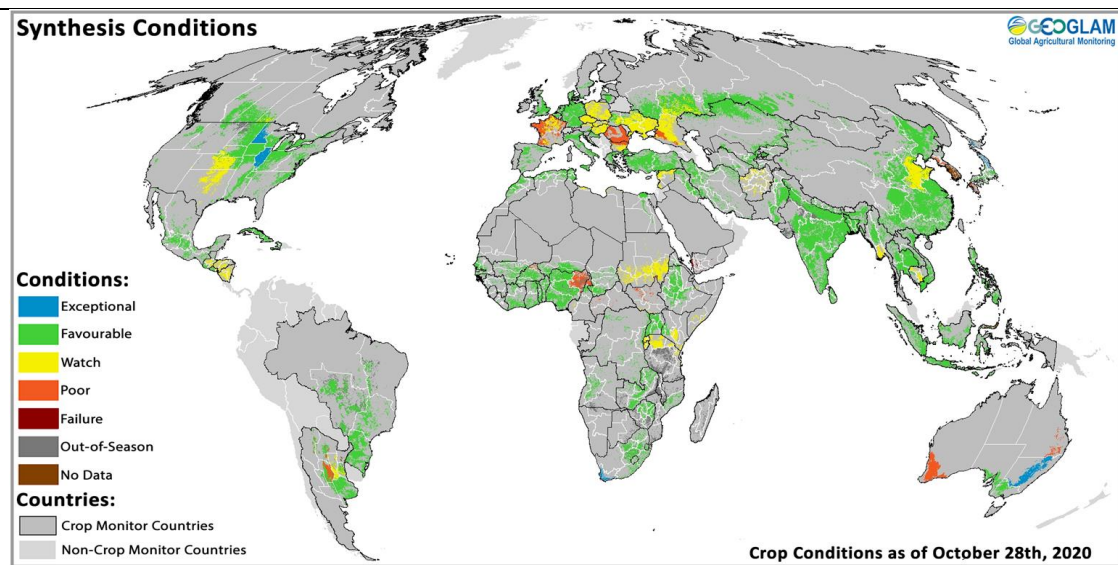 Synthesis Conditions
GEOGLAM
Global Agricultural Monitoring
Conditions:
Exceptional
Favourable
Watch
Poor
Failure
Out-of-Season
No Data
Countries:
Crop Monitor Countries
Non-Crop Monitor Countries
Crop Conditions as of October 28th, 2020